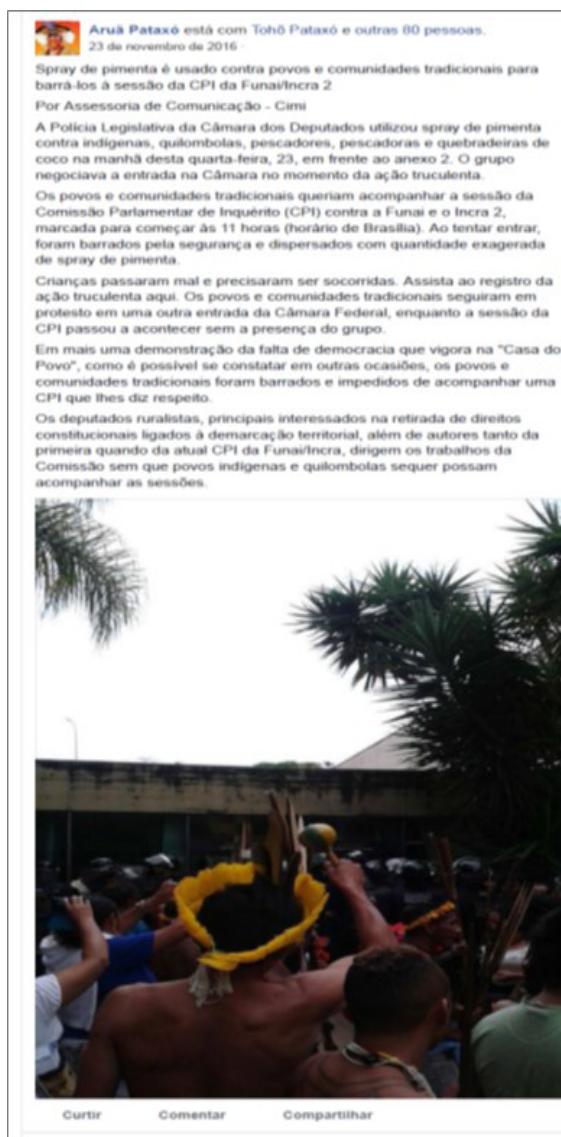 Aruã Pataxó está com Tohõ Pataxó e outras 80 pessoas.
23 de novembro de 2016 ·
Spray de pimenta é usado contra povos e comunidades tradicionais para
barrá-los à sessão da CPI da Funai/Incra 2
Por Assessoria de Comunicação - Cimi
A Polícia Legislativa da Câmara dos Deputados utilizou spray de pimenta
contra indígenas, quilombolas, pescadores, pescadoras e quebradeiras de
coco na manhã desta quarta-feira, 23, em frente ao anexo 2. O grupo
negociava a entrada na Câmara no momento da ação truculenta.
Os povos e comunidades tradicionais queriam acompanhar a sessão da
Comissão Parlamentar de Inquérito (CPI) contra a Funai e o Incra 2,
marcada para começar às 11 horas (horário de Brasília). Ao tentar entrar,
foram barrados pela segurança e dispersados com quantidade exagerada
de spray de pimenta.
Crianças passaram mal e precisaram ser socorridas. Assista ao registro da
ação truculenta aqui. Os povos e comunidades tradicionais seguiram em
protesto em uma outra entrada da Câmara Federal, enquanto a sessão da
CPI passou a acontecer sem a presença do grupo.
Em mais uma demonstração da falta de democracia que vigora na "Casa do
Povo", como é possível se constatar em outras ocasiões, os povos e
comunidades tradicionais foram barrados e impedidos de acompanhar uma
CPI que lhes diz respeito.
Os deputados ruralistas, principais interessados na retirada de direitos
constitucionais ligados à demarcação territorial, além de autores tanto da
primeira quando da atual CPI da Funai/Incra, dirigem os trabalhos da
Comissão sem que povos indígenas e quilombolas sequer possam
acompanhar as sessões.
Curtir Comentar Compartilhar